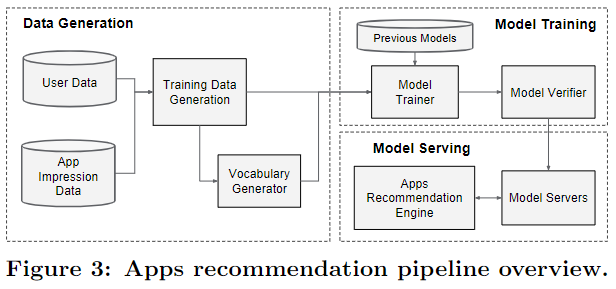 Data Generation
User Data
App
Impression
Data
Training Data
Generation
Vocabulary
Generator
Model Training
Previous Models
Model
Trainer
Model Verifier
Model Serving
Apps
Recommendation
Engine
Model Servers
Figure 3: Apps recommendation pipeline overview.